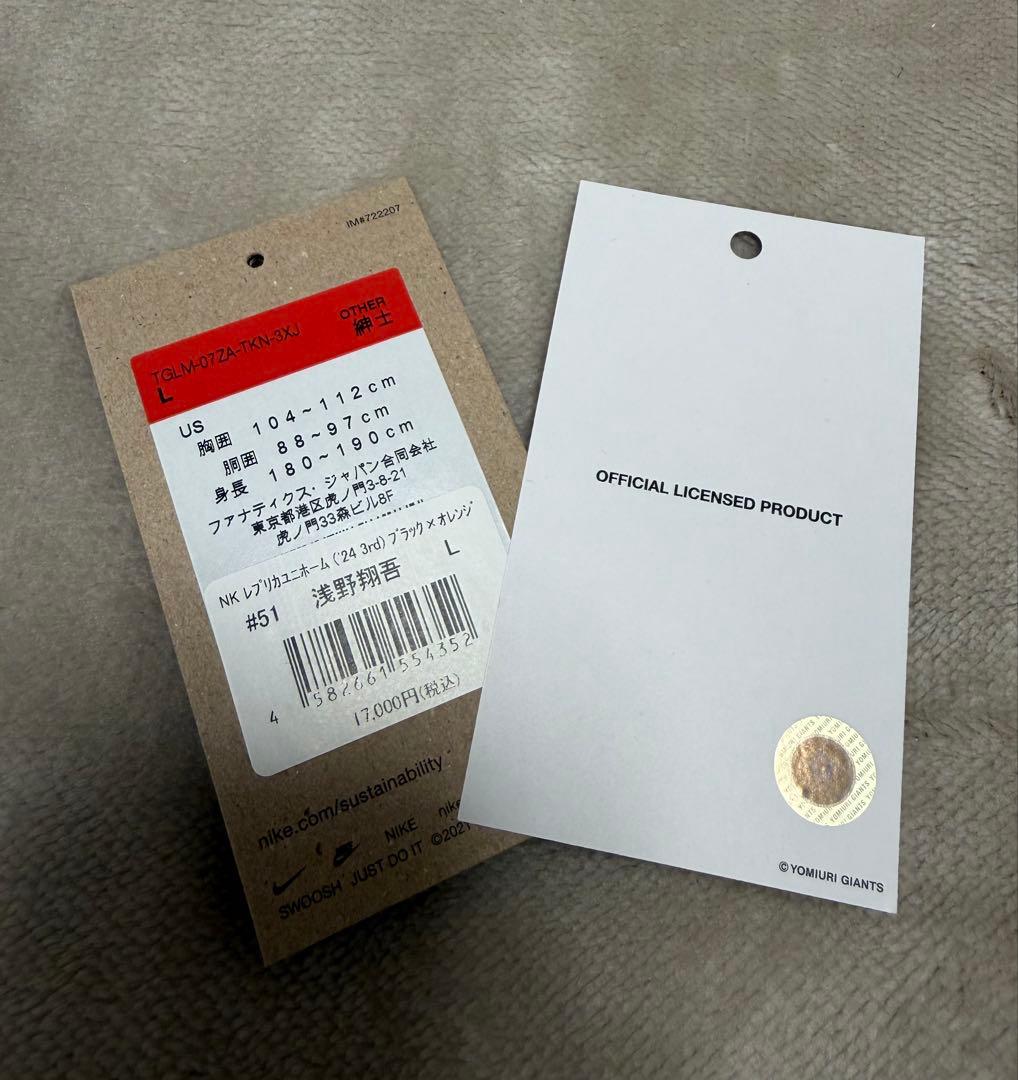 IM#722207
TGLM-07ZA-TKN-3XJ
OTHER
L
紳士
US
胸囲 104~112cm
胴囲 88~97cm
身長 180~190cm
ファナティクス・ジャパン合同会社
東京都港区虎ノ門3-8-21
虎ノ門33森ビル8F
NK レプリカユニホーム ('24 3rd) ブラック×オレンジ
#51 浅野翔吾 L
4 582661 554352
17,000円(税込)
nike.com/sustainability
NIKE nike
SWOOSH JUST DO IT ©2021
OFFICIAL LICENSED PRODUCT
YOMIURI GIANTS
©YOMIURI GIANTS